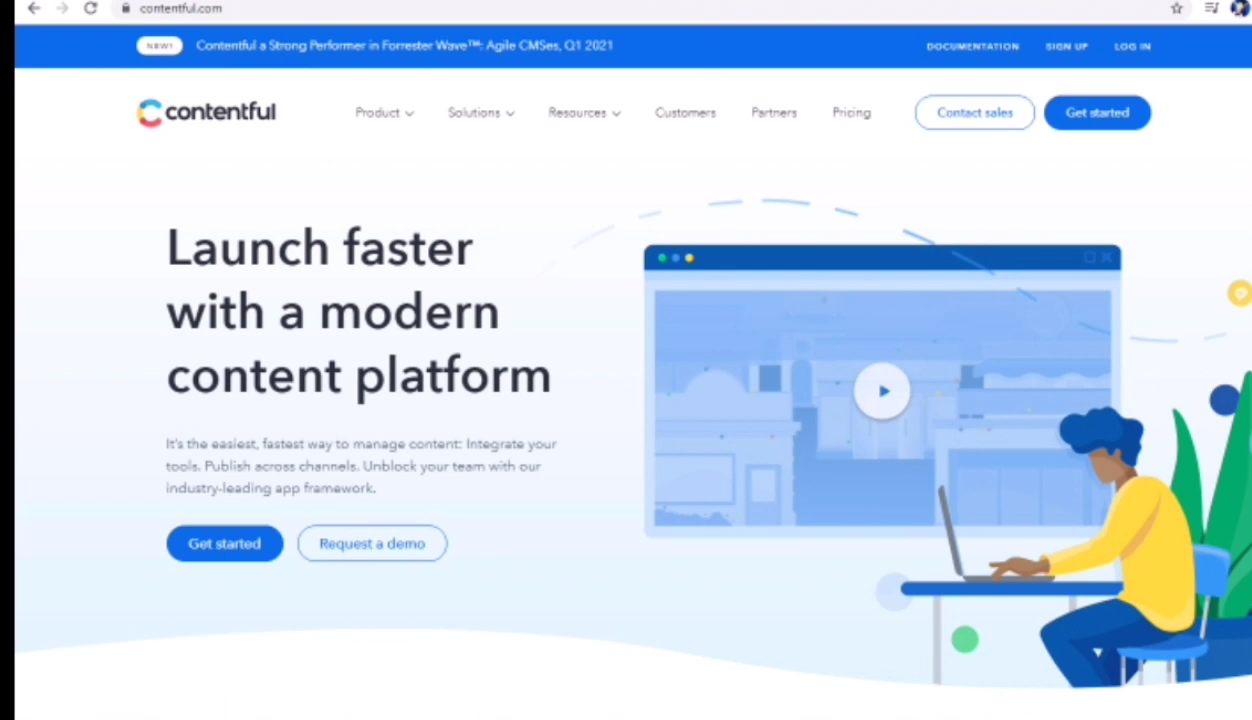 contentful.com
NEW! Contentful a Strong Performer in Forrester Wave™: Agile CMSes, Q1 2021 DOCUMENTATION SIGN UP LOG IN
contentful Product Solutions Resources Customers Partners Pricing Contact sales Get started
Launch faster
with a modern
content platform
It's the easiest, fastest way to manage content: Integrate your
tools. Publish across channels. Unblock your team with our
industry-leading app framework.
Get started Request a demo